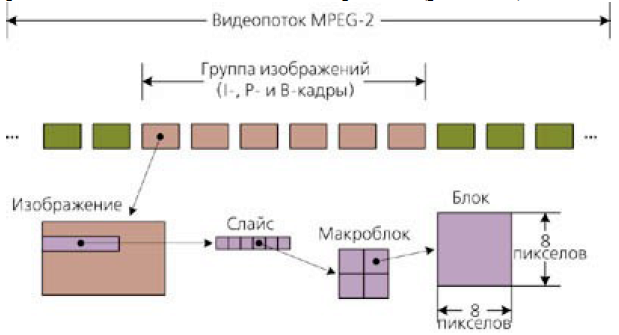 Видеопоток MPEG-2
Группа изображений
(I-, P- и B-кадры)
...
...
Изображение
Слайс
Макроблок
Блок
8
пикселов
8
пикселов